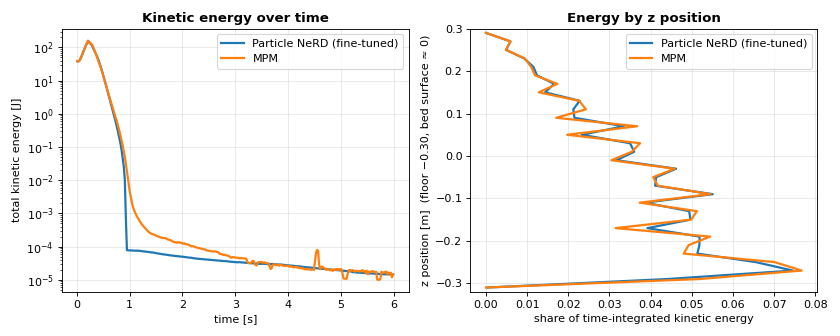 Kinetic energy over time
total kinetic energy [J]
10²
10¹
10⁰
10⁻¹
10⁻²
10⁻³
10⁻⁴
10⁻⁵
Particle NeRD (fine-tuned)
MPM
0 1 2 3 4 5 6
time [s]
Energy by z position
z position [m] (floor −0.30, bed surface ≈ 0)
0.3
0.2
0.1
0.0
−0.1
−0.2
−0.3
Particle NeRD (fine-tuned)
MPM
0.00 0.01 0.02 0.03 0.04 0.05 0.06 0.07 0.08
share of time-integrated kinetic energy